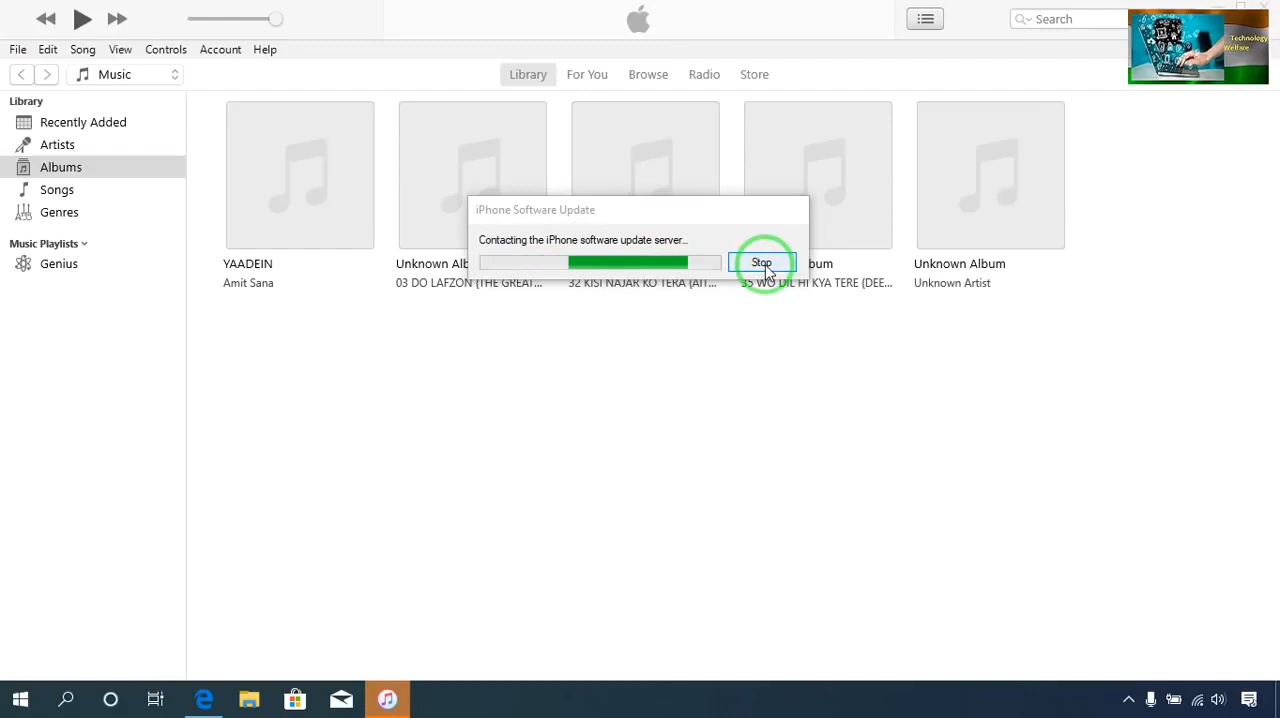 Search
Technology
Welfare
File Edit Song View Controls Account Help
Music
Library For You Browse Radio Store
Library
Recently Added
Artists
Albums
Songs
Genres
Music Playlists
Genius
iPhone Software Update
Contacting the iPhone software update server...
Stop
YAADEIN
Amit Sana
Unknown Alb
03 DO LAFZON {THE GREAT...
32 KISI NAJAR KO TERA {AIT...
lbum
35 WO DIL HI KYA TERE {DEE...
Unknown Album
Unknown Artist